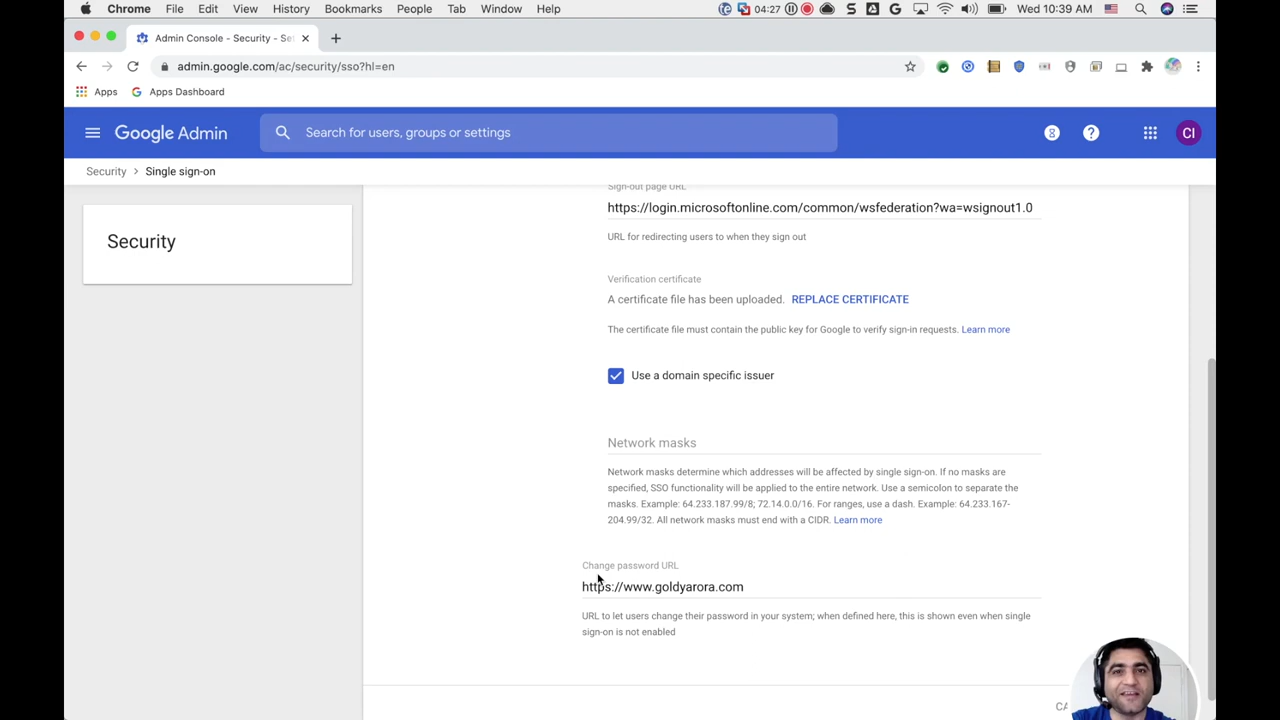 Chrome File Edit View History Bookmarks People Tab Window Help 04:27 Wed 10:39 AM
Admin Console - Security - Se
admin.google.com/ac/security/sso?hl=en
Apps Apps Dashboard
Google Admin Search for users, groups or settings CI
Security > Single sign-on
Security
Sign-out page URL
https://login.microsoftonline.com/common/wsfederation?wa=wsignout1.0
URL for redirecting users to when they sign out
Verification certificate
A certificate file has been uploaded. REPLACE CERTIFICATE
The certificate file must contain the public key for Google to verify sign-in requests. Learn more
Use a domain specific issuer
Network masks
Network masks determine which addresses will be affected by single sign-on. If no masks are
specified, SSO functionality will be applied to the entire network. Use a semicolon to separate the
masks. Example: 64.233.187.99/8; 72.14.0.0/16. For ranges, use a dash. Example: 64.233.167-
204.99/32. All network masks must end with a CIDR. Learn more
Change password URL
https://www.goldyarora.com
URL to let users change their password in your system; when defined here, this is shown even when single
sign-on is not enabled